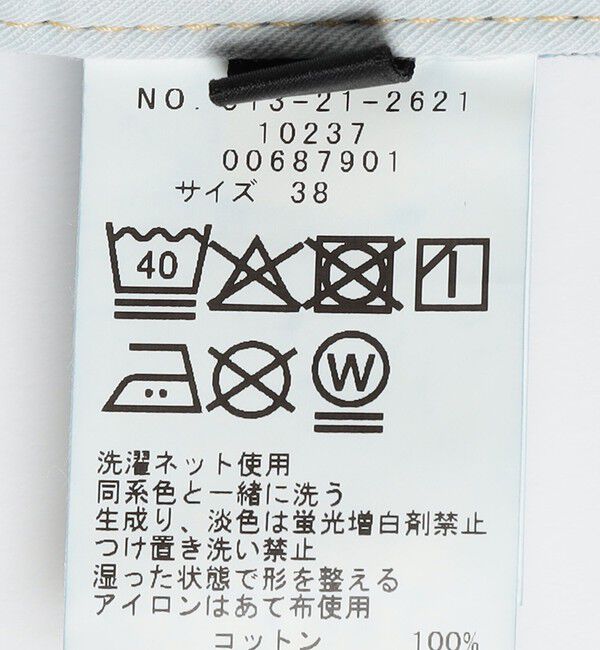 NO. 613-21-2621
10237
00687901
サイズ 38
40
W
洗濯ネット使用
同系色と一緒に洗う
生成り、淡色は蛍光増白剤禁止
つけ置き洗い禁止
湿った状態で形を整える
アイロンはあて布使用
コットン 100%